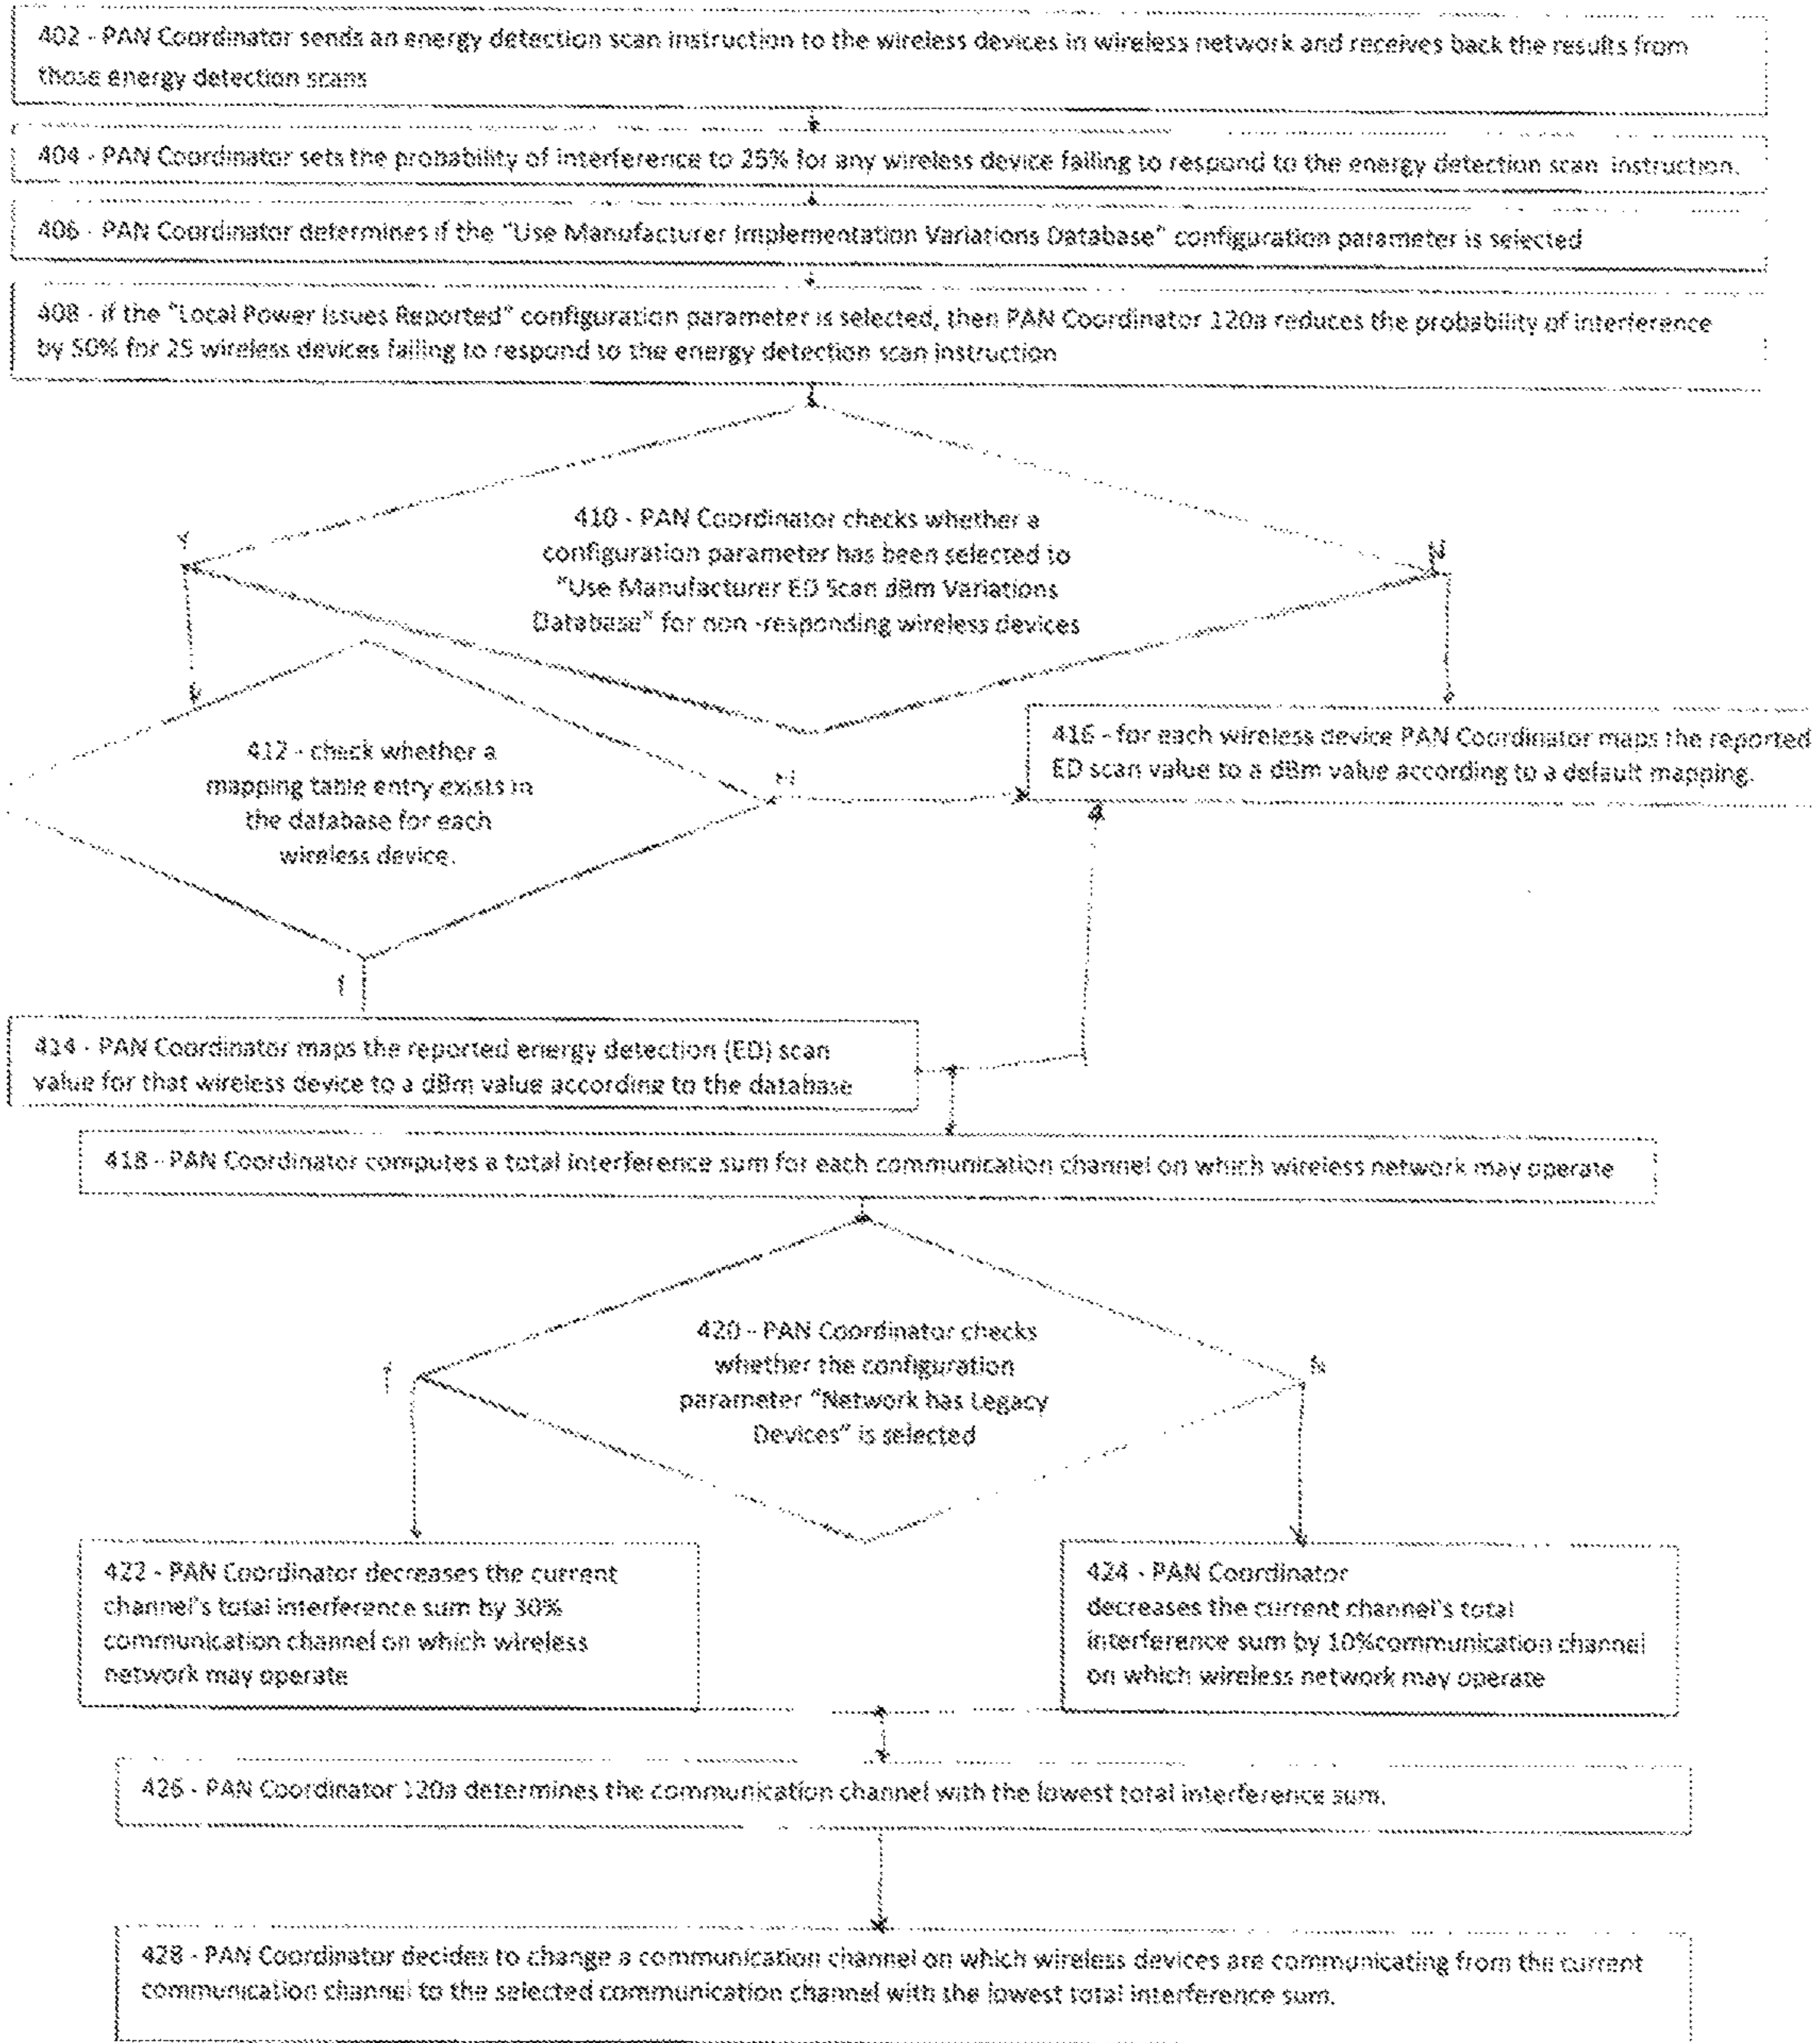 402 - PAN Coordinator sends an energy detection scan instruction to the wireless devices in wireless network and receives back the results from
those energy detection scans
404 - PAN Coordinator sets the probability of interference to 25% for any wireless device failing to respond to the energy detection scan instruction.
406 - PAN Coordinator determines if the "Use Manufacturer Implementation Variations Database" configuration parameter is selected
408 - if the "Local Power Issues Reported" configuration parameter is selected, then PAN Coordinator 120a reduces the probability of interference
by 50% for 25 wireless devices failing to respond to the energy detection scan instruction
410 - PAN Coordinator checks whether a
configuration parameter has been selected to
"Use Manufacturer ED Scan dBm Variations
Database" for non -responding wireless devices
Y
N
412 - check whether a
mapping table entry exists in
the database for each
wireless device.
N
416 - for each wireless device PAN Coordinator maps the reported
ED scan value to a dBm value according to a default mapping.
414 - PAN Coordinator maps the reported energy detection (ED) scan
value for that wireless device to a dBm value according to the database
418 - PAN Coordinator computes a total interference sum for each communication channel on which wireless network may operate
420 - PAN Coordinator checks
whether the configuration
parameter "Network has Legacy
Devices" is selected
N
422 - PAN Coordinator decreases the current
channel's total interference sum by 30%
communication channel on which wireless
network may operate
424 - PAN Coordinator
decreases the current channel's total
interference sum by 10%communication channel
on which wireless network may operate
426 - PAN Coordinator 120a determines the communication channel with the lowest total interference sum.
428 - PAN Coordinator decides to change a communication channel on which wireless devices are communicating from the current
communication channel to the selected communication channel with the lowest total interference sum.